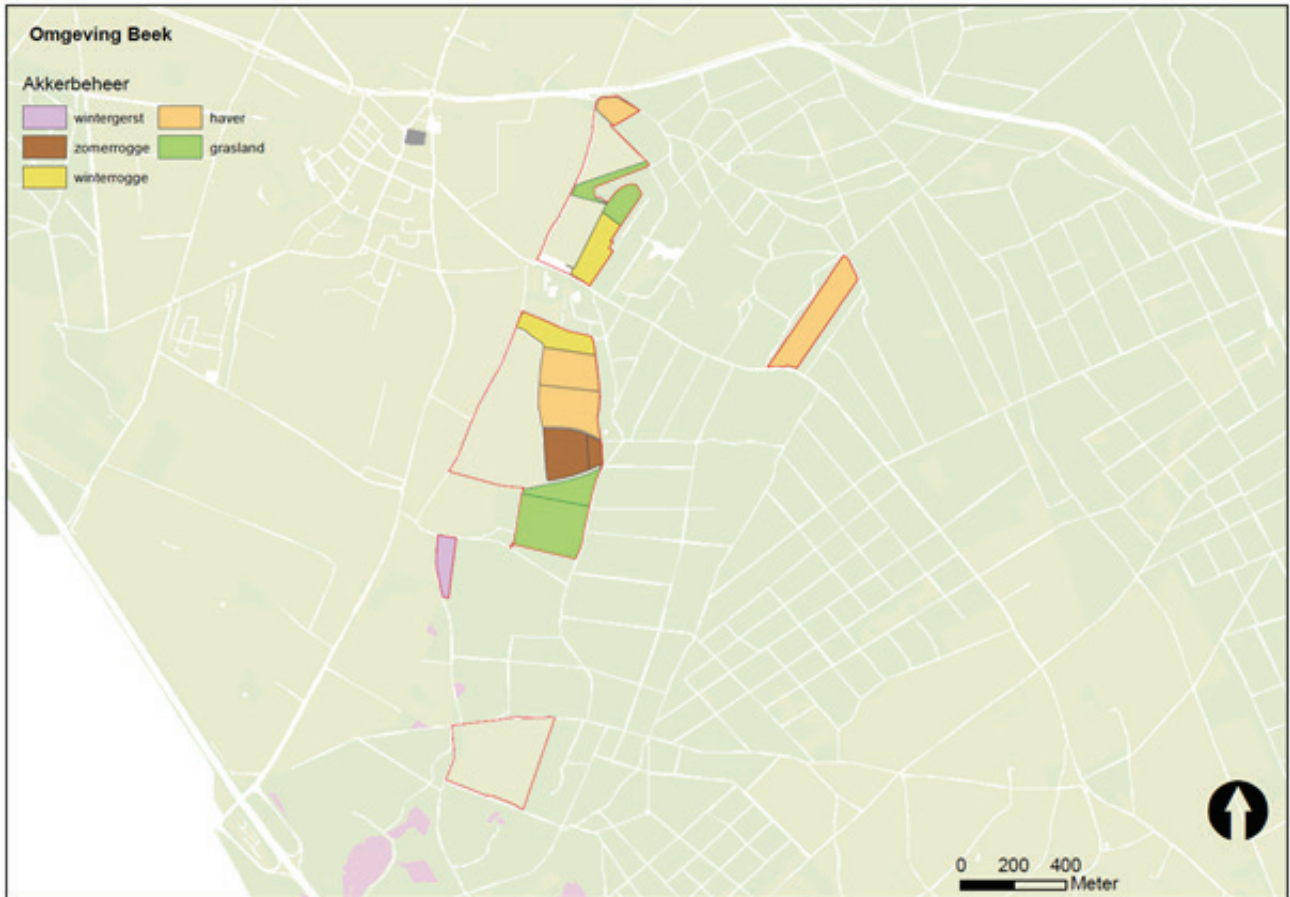 Omgeving Beek
Akkerbeheer
wintergerst haver
zomerrogge grasland
winterrogge
0 200 400
Meter